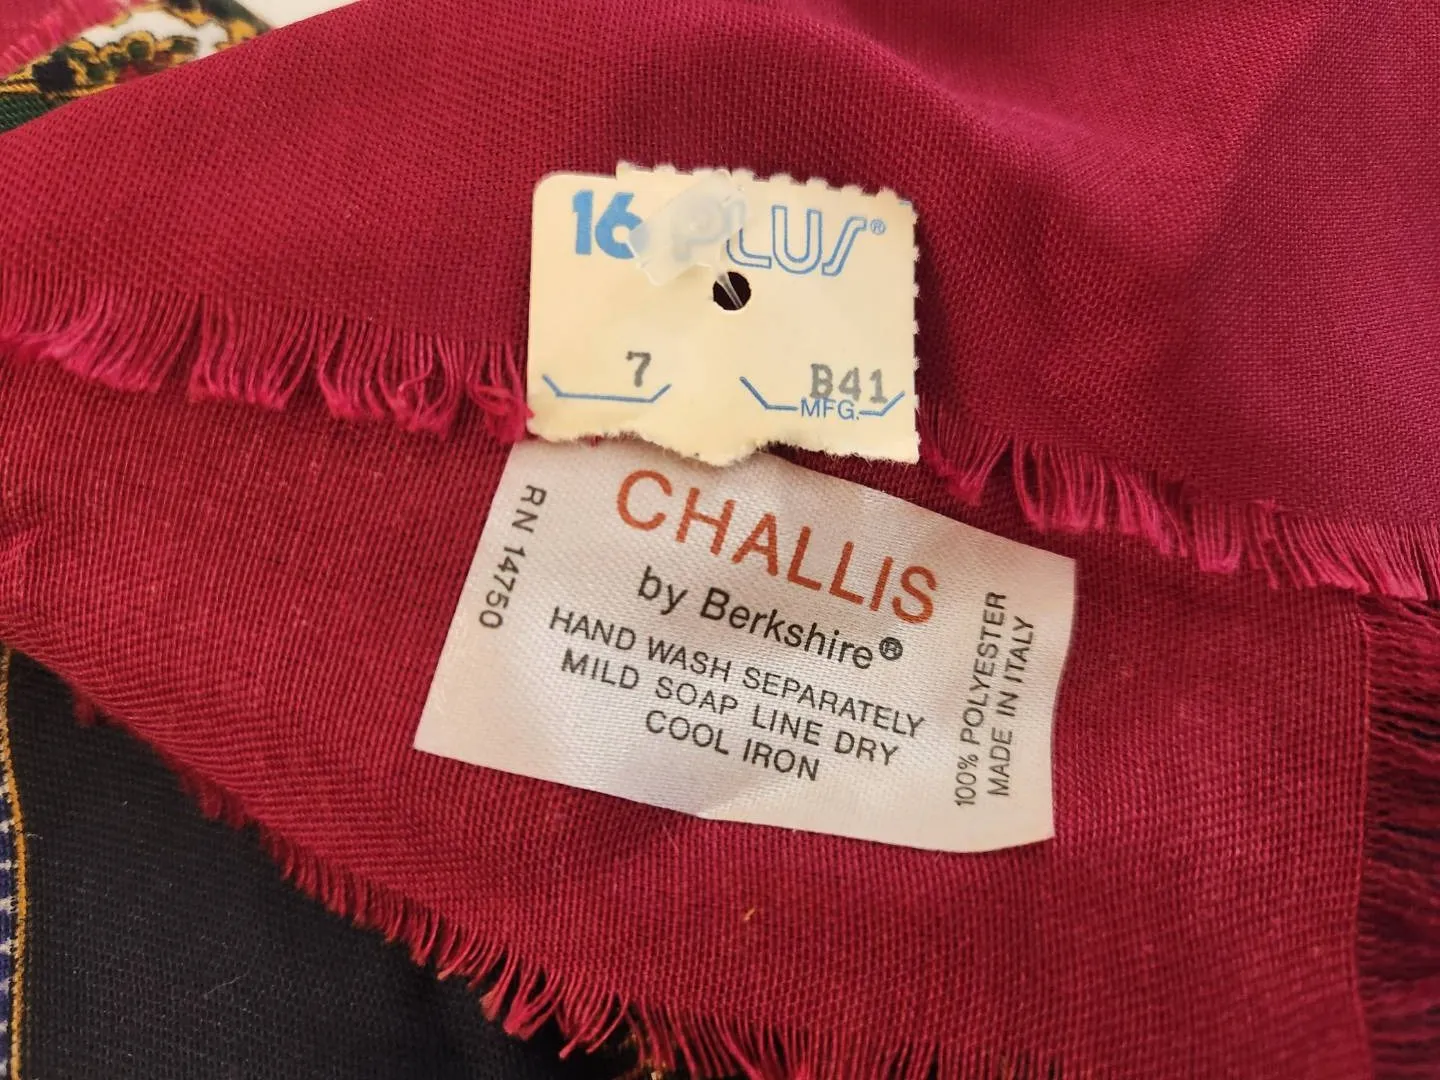 16 PLUS®
7
B41
MFG.
CHALLIS
by Berkshire®
HAND WASH SEPARATELY
MILD SOAP LINE DRY
COOL IRON
RN 14750
100% POLYESTER
MADE IN ITALY